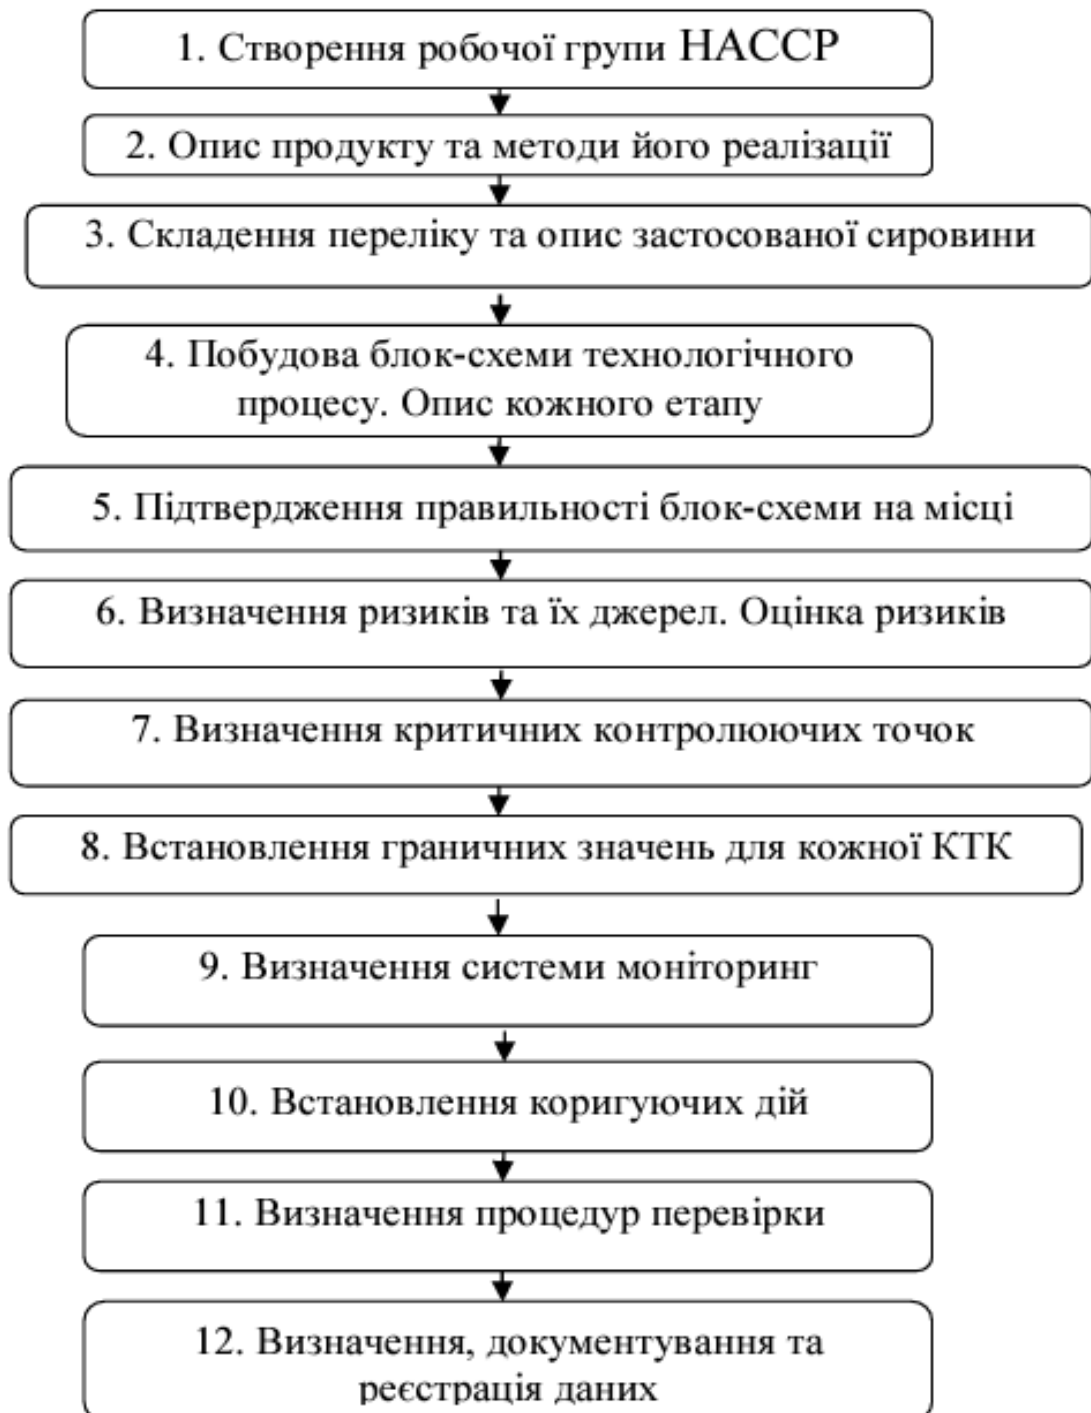 1. Створення робочої групи НАССР
2. Опис продукту та методи його реалізації
3. Складення переліку та опис застосованої сировини
4. Побудова блок-схеми технологічного
процесу. Опис кожного етапу
5. Підтвердження правильності блок-схеми на місці
6. Визначення ризиків та їх джерел. Оцінка ризиків
7. Визначення критичних контролюючих точок
8. Встановлення граничних значень для кожної КТК
9. Визначення системи моніторинг
10. Встановлення коригуючих дій
11. Визначення процедур перевірки
12. Визначення, документування та
реєстрація даних